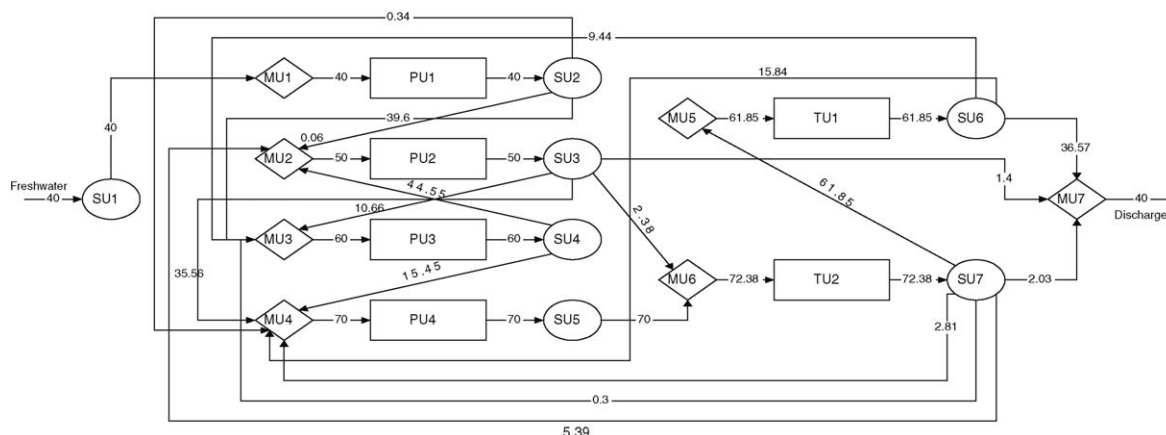 0.34
9.44
MU1
40
PU1
40
SU2
15.84
39.6
MU5
61.85
TU1
61.85
SU6
40
0.06
MU2
50
PU2
50
SU3
36.57
Freshwater
40
SU1
44.55
1.4
61.85
MU7
40
Discharge
10.66
2.38
MU3
60
PU3
60
SU4
35.56
15.45
MU6
72.38
TU2
72.38
SU7
2.03
MU4
70
PU4
70
SU5
70
2.81
0.3
5.39